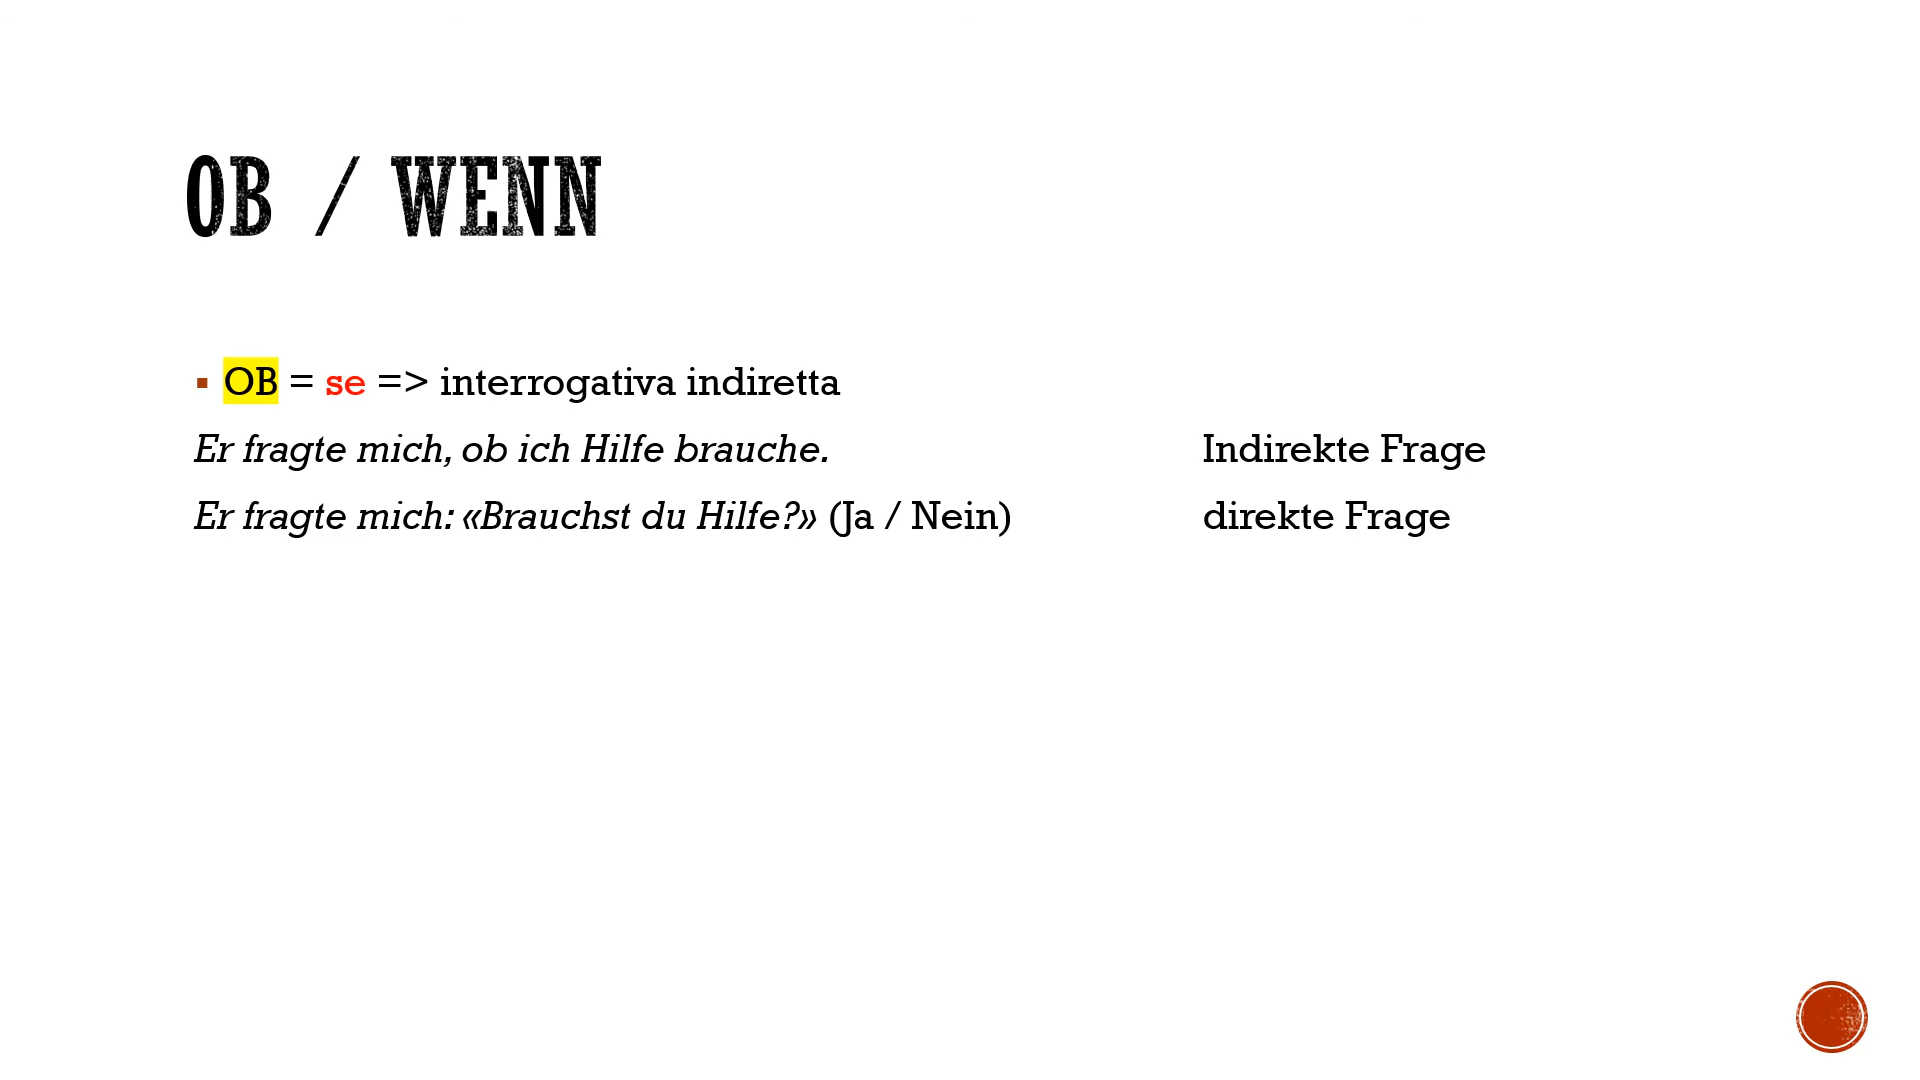 OB / WENN
▪ OB = se => interrogativa indiretta
Er fragte mich, ob ich Hilfe brauche. Indirekte Frage
Er fragte mich: «Brauchst du Hilfe?» (Ja / Nein) direkte Frage